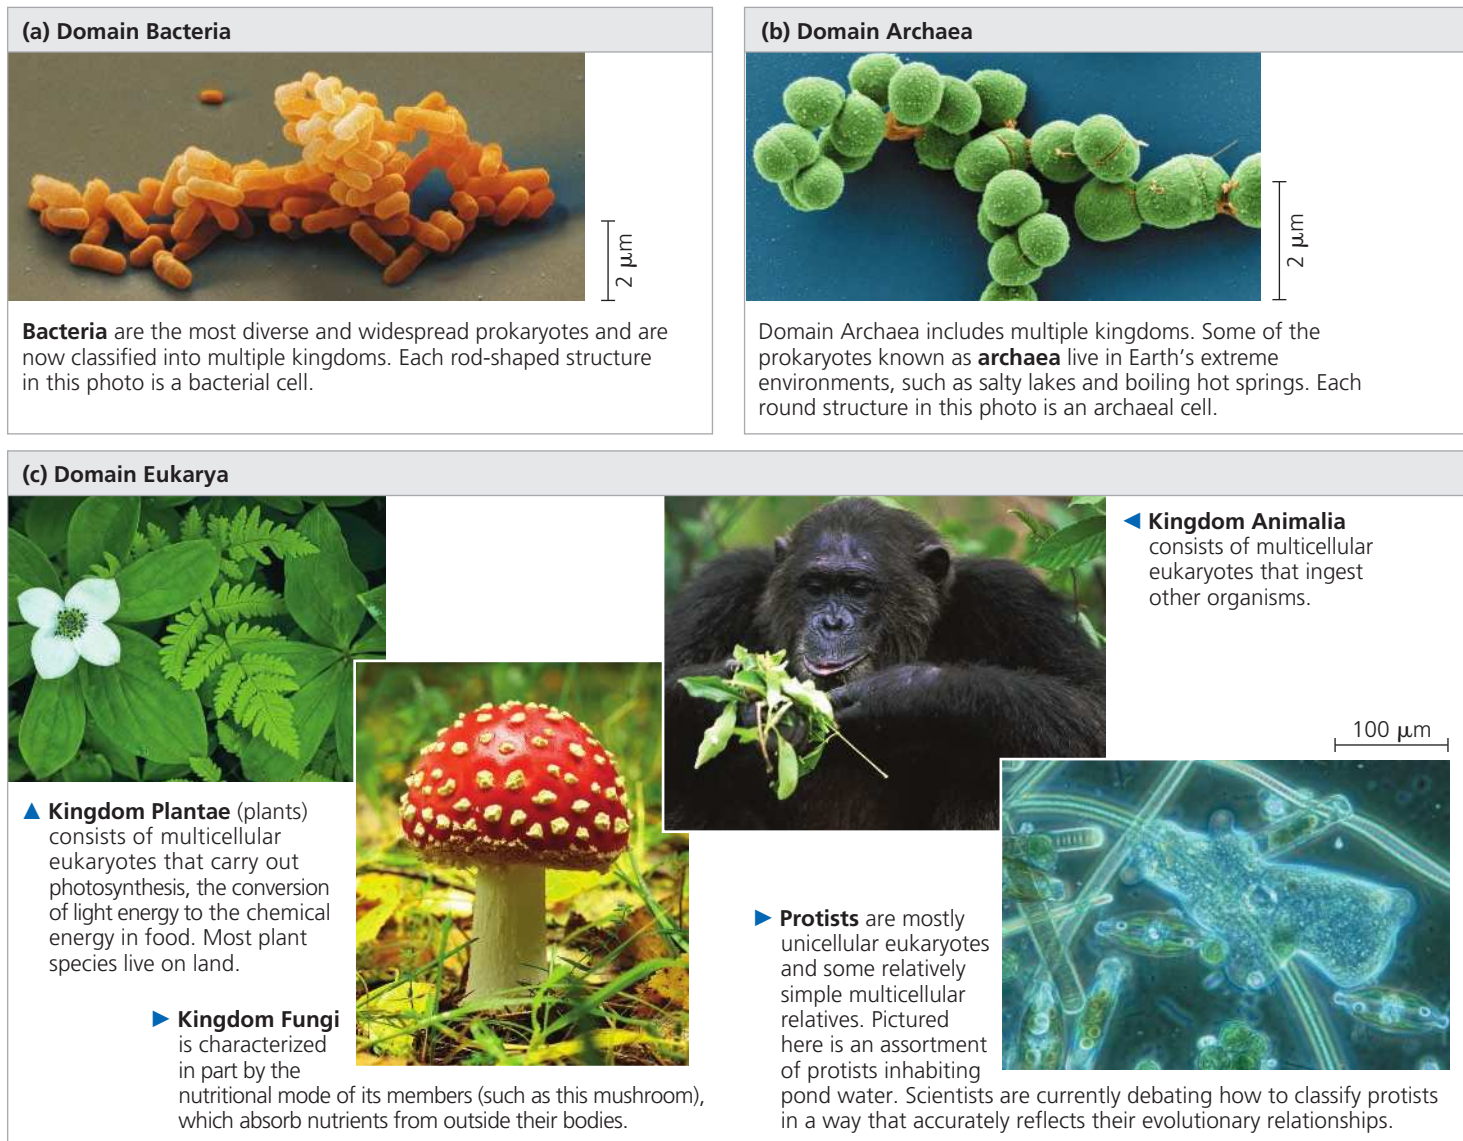 (a) Domain Bacteria
2 μm
Bacteria are the most diverse and widespread prokaryotes and are
now classified into multiple kingdoms. Each rod-shaped structure
in this photo is a bacterial cell.
(b) Domain Archaea
2 μm
Domain Archaea includes multiple kingdoms. Some of the
prokaryotes known as archaea live in Earth’s extreme
environments, such as salty lakes and boiling hot springs. Each
round structure in this photo is an archaeal cell.
(c) Domain Eukarya
▲ Kingdom Plantae (plants)
consists of multicellular
eukaryotes that carry out
photosynthesis, the conversion
of light energy to the chemical
energy in food. Most plant
species live on land.
► Kingdom Fungi
is characterized
in part by the
nutritional mode of its members (such as this mushroom),
which absorb nutrients from outside their bodies.
◄ Kingdom Animalia
consists of multicellular
eukaryotes that ingest
other organisms.
100 μm
► Protists are mostly
unicellular eukaryotes
and some relatively
simple multicellular
relatives. Pictured
here is an assortment
of protists inhabiting
pond water. Scientists are currently debating how to classify protists
in a way that accurately reflects their evolutionary relationships.